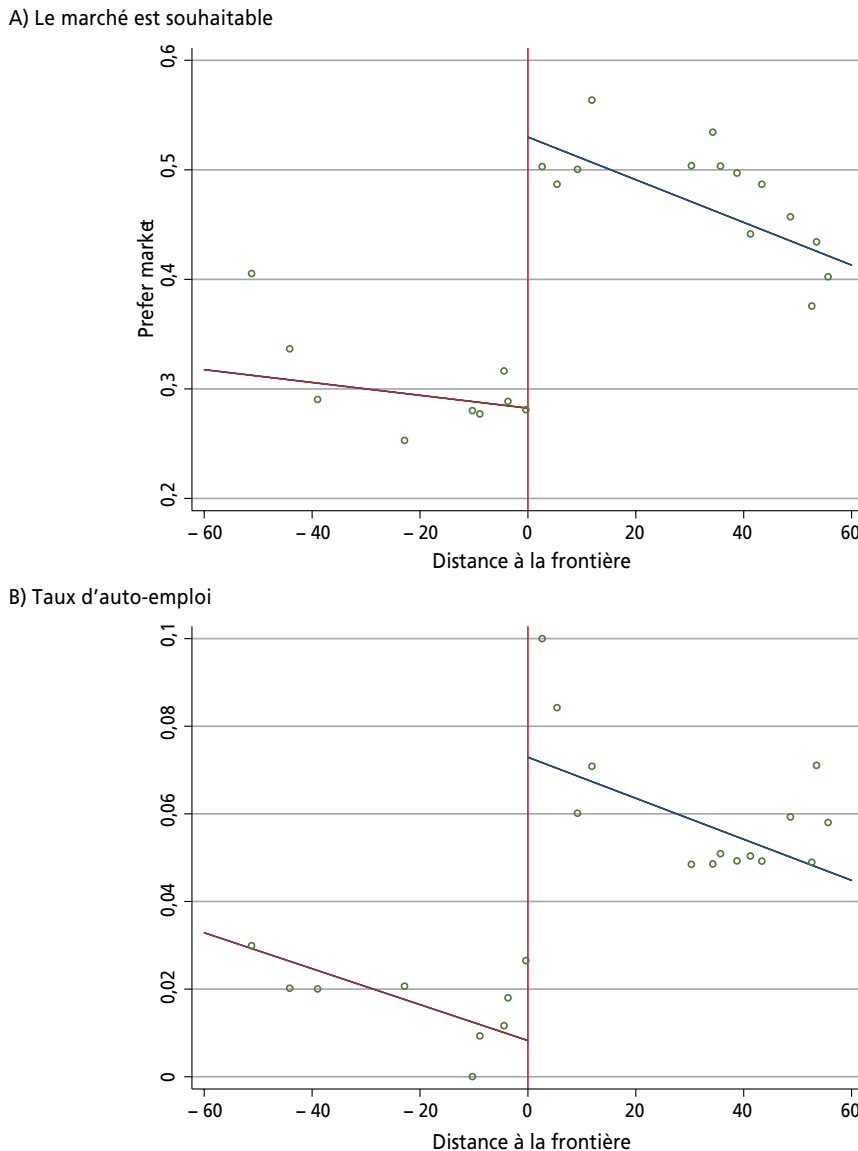 A) Le marché est souhaitable
0,6
0,5
0,4
0,3
0,2
Prefer market
– 60 – 40 – 20 0 20 40 60
Distance à la frontière
B) Taux d'auto-emploi
0,1
0,08
0,06
0,04
0,02
0
– 60 – 40 – 20 0 20 40 60
Distance à la frontière